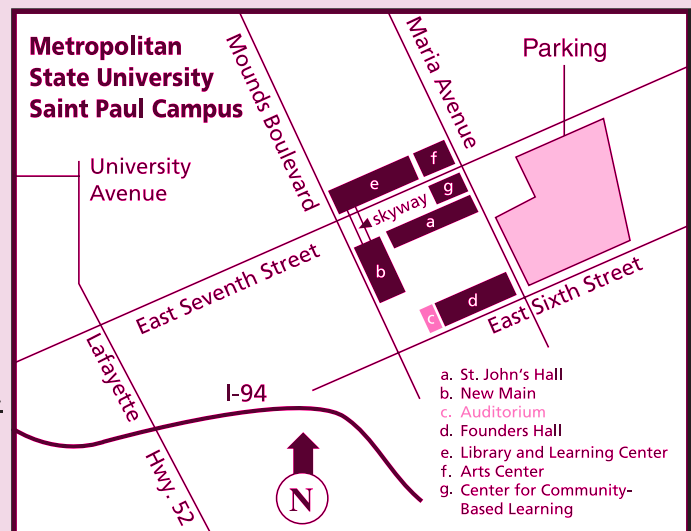 Metropolitan
State University
Saint Paul Campus
Mounds Boulevard
Maria Avenue
Parking
University
Avenue
e
f
g
skyway
a
b
East Seventh Street
c
d
East Sixth Street
Lafayette
Hwy. 52
I-94
N
a. St. John's Hall
b. New Main
c. Auditorium
d. Founders Hall
e. Library and Learning Center
f. Arts Center
g. Center for Community-
Based Learning